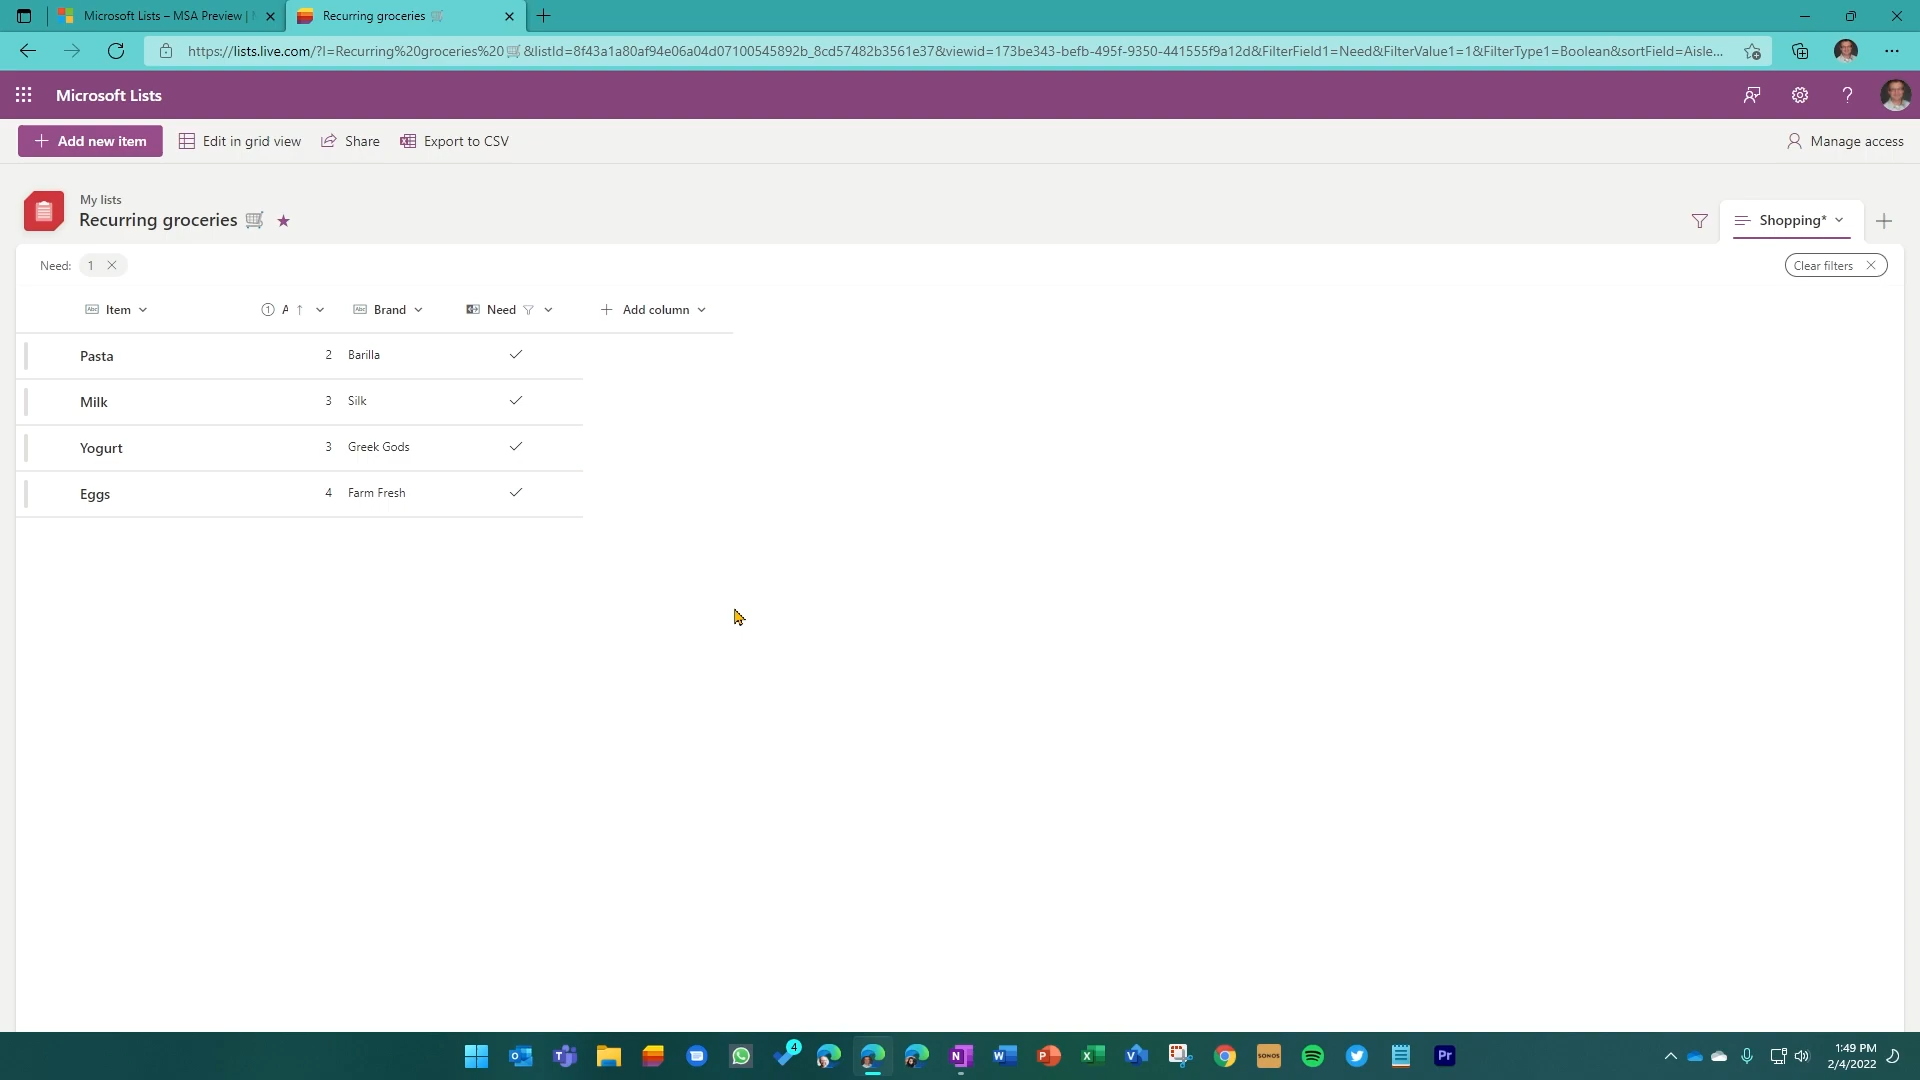 Microsoft Lists – MSA Preview |
Recurring groceries
https://lists.live.com/?l=Recurring%20groceries%20🛒&listId=8f43a1a80af94e06a04d07100545892b_8cd57482b3561e37&viewid=173be343-befb-495f-9350-441555f9a12d&FilterField1=Need&FilterValue1=1&FilterType1=Boolean&sortField=Aisle...
Microsoft Lists
Add new item
Edit in grid view
Share
Export to CSV
Manage access
My lists
Recurring groceries 🛒
Shopping*
Need: 1
Clear filters
Item A Brand Need Add column
Pasta 2 Barilla
Milk 3 Silk
Yogurt 3 Greek Gods
Eggs 4 Farm Fresh
4
SONOS
1:49 PM
2/4/2022